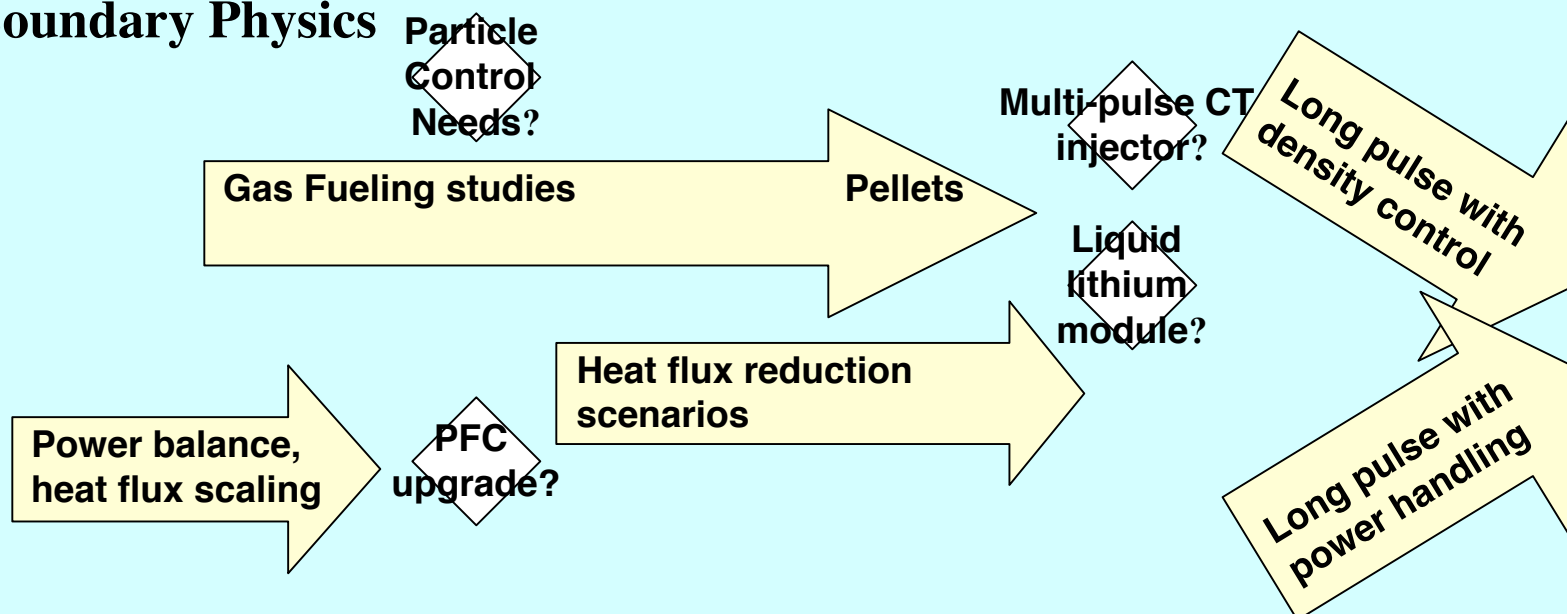 oundary Physics
Particle
Control
Needs?
Multi-pulse CT
injector?
Long pulse with
density control
Gas Fueling studies
Pellets
Liquid
lithium
module?
Heat flux reduction
scenarios
Power balance,
heat flux scaling
PFC
upgrade?
Long pulse with
power handling